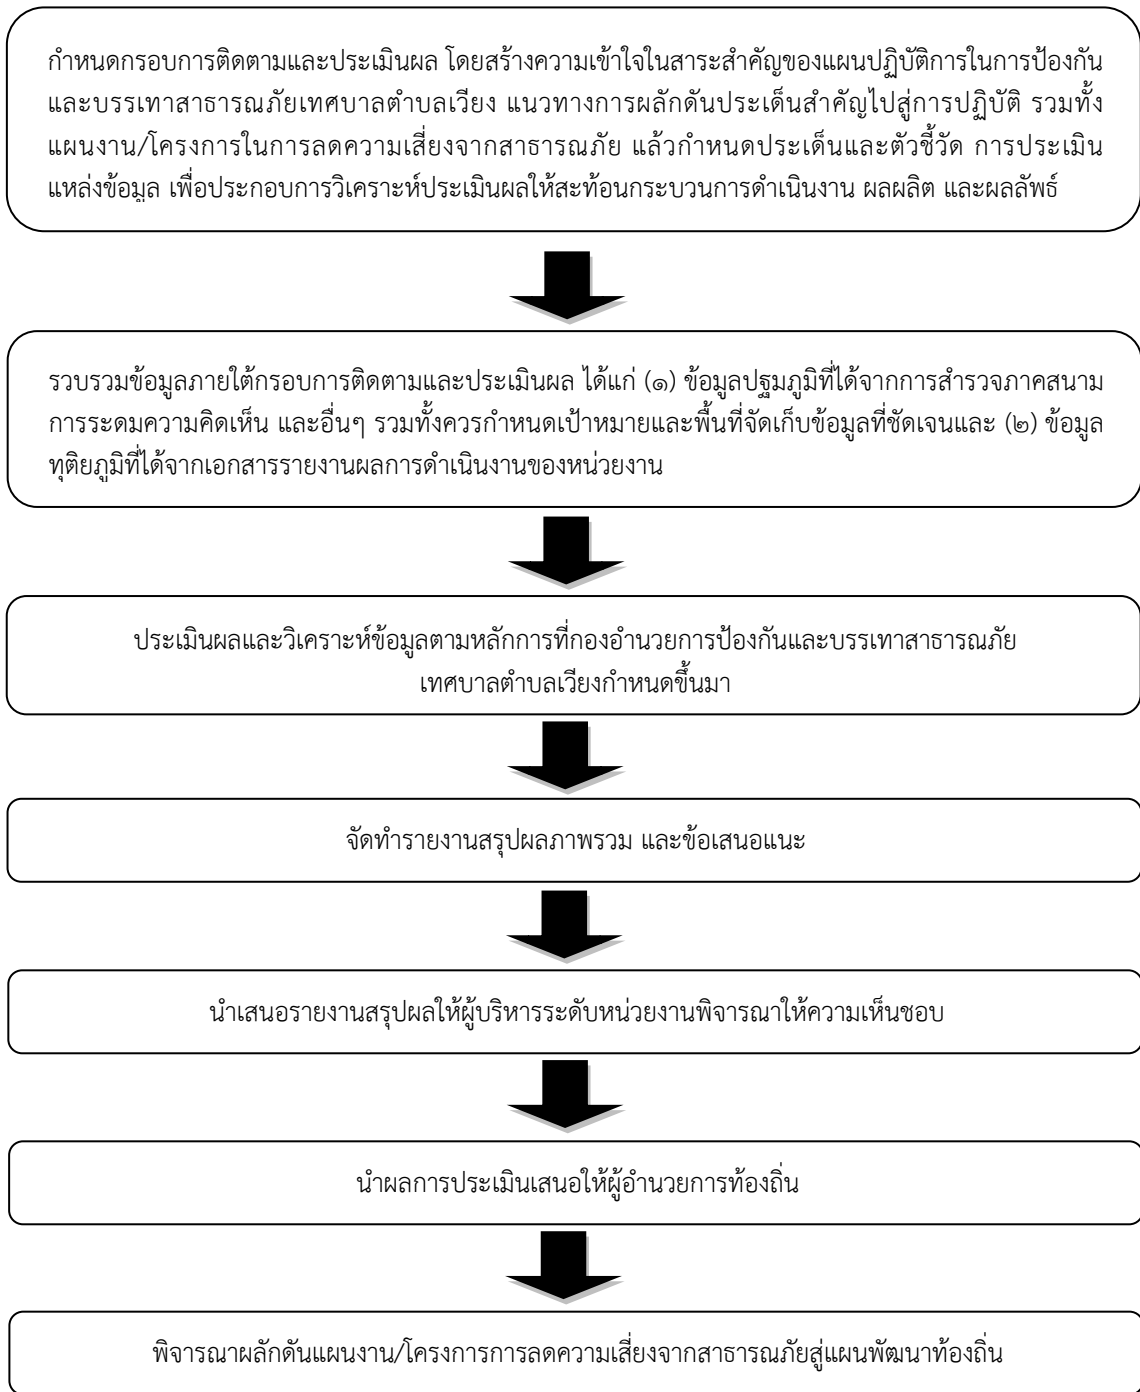 กำหนดกรอบการติดตามและประเมินผล โดยสร้างความเข้าใจในสาระสำคัญของแผนปฏิบัติการในการป้องกัน
และบรรเทาสาธารณภัยเทศบาลตำบลเวียง แนวทางการผลักดันประเด็นสำคัญไปสู่การปฏิบัติ รวมทั้ง
แผนงาน/โครงการในการลดความเสี่ยงจากสาธารณภัย แล้วกำหนดประเด็นและตัวชี้วัด การประเมิน
แหล่งข้อมูล เพื่อประกอบการวิเคราะห์ประเมินผลให้สะท้อนกระบวนการดำเนินงาน ผลผลิต และผลลัพธ์
รวบรวมข้อมูลภายใต้กรอบการติดตามและประเมินผล ได้แก่ (๑) ข้อมูลปฐมภูมิที่ได้จากการสำรวจภาคสนาม
การระดมความคิดเห็น และอื่นๆ รวมทั้งควรกำหนดเป้าหมายและพื้นที่จัดเก็บข้อมูลที่ชัดเจนและ (๒) ข้อมูล
ทุติยภูมิที่ได้จากเอกสารรายงานผลการดำเนินงานของหน่วยงาน
ประเมินผลและวิเคราะห์ข้อมูลตามหลักการที่กองอำนวยการป้องกันและบรรเทาสาธารณภัย
เทศบาลตำบลเวียงกำหนดขึ้นมา
จัดทำรายงานสรุปผลภาพรวม และข้อเสนอแนะ
นำเสนอรายงานสรุปผลให้ผู้บริหารระดับหน่วยงานพิจารณาให้ความเห็นชอบ
นำผลการประเมินเสนอให้ผู้อำนวยการท้องถิ่น
พิจารณาผลักดันแผนงาน/โครงการการลดความเสี่ยงจากสาธารณภัยสู่แผนพัฒนาท้องถิ่น